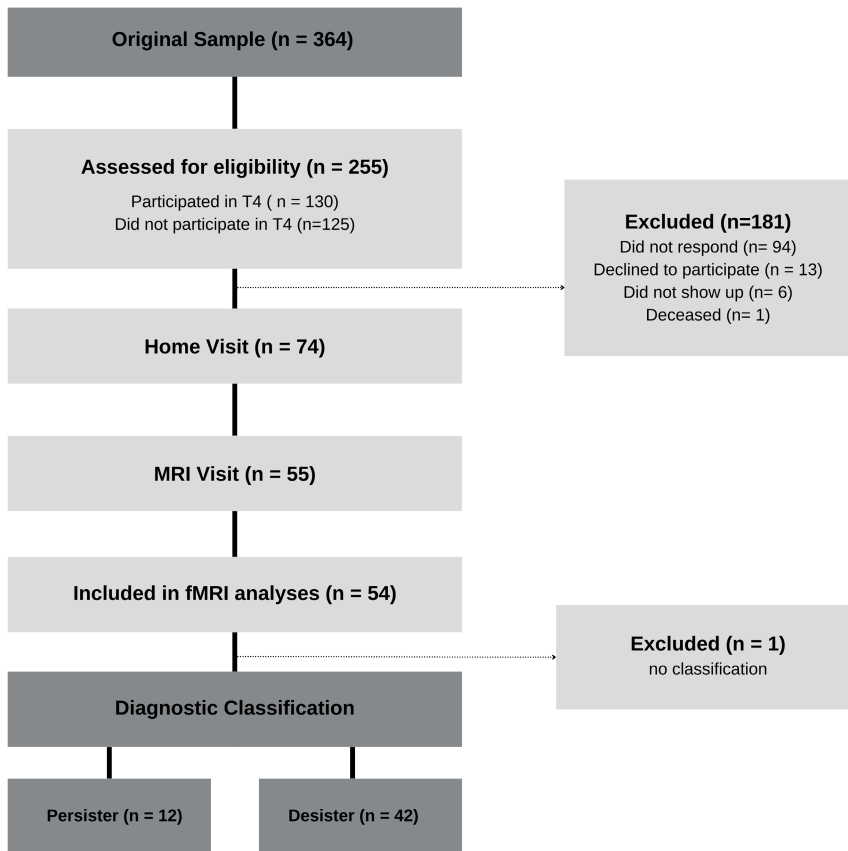 Original Sample (n = 364)
Assessed for eligibility (n = 255)
Participated in T4 ( n = 130)
Did not participate in T4 (n=125)
Excluded (n=181)
Did not respond (n= 94)
Declined to participate (n = 13)
Did not show up (n= 6)
Deceased (n= 1)
Home Visit (n = 74)
MRI Visit (n = 55)
Included in fMRI analyses (n = 54)
Excluded (n = 1)
no classification
Diagnostic Classification
Persister (n = 12)
Desister (n = 42)